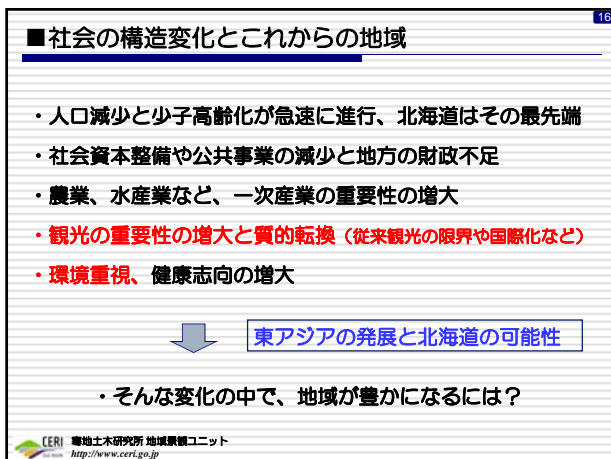 16
■社会の構造変化とこれからの地域
・人口減少と少子高齢化が急速に進行、北海道はその最先端
・社会資本整備や公共事業の減少と地方の財政不足
・農業、水産業など、一次産業の重要性の増大
・観光の重要性の増大と質的転換（従来観光の限界や国際化など）
・環境重視、健康志向の増大
東アジアの発展と北海道の可能性
・そんな変化の中で、地域が豊かになるには？
CERI 寒地土木研究所 地域景観ユニット
http://www.ceri.go.jp